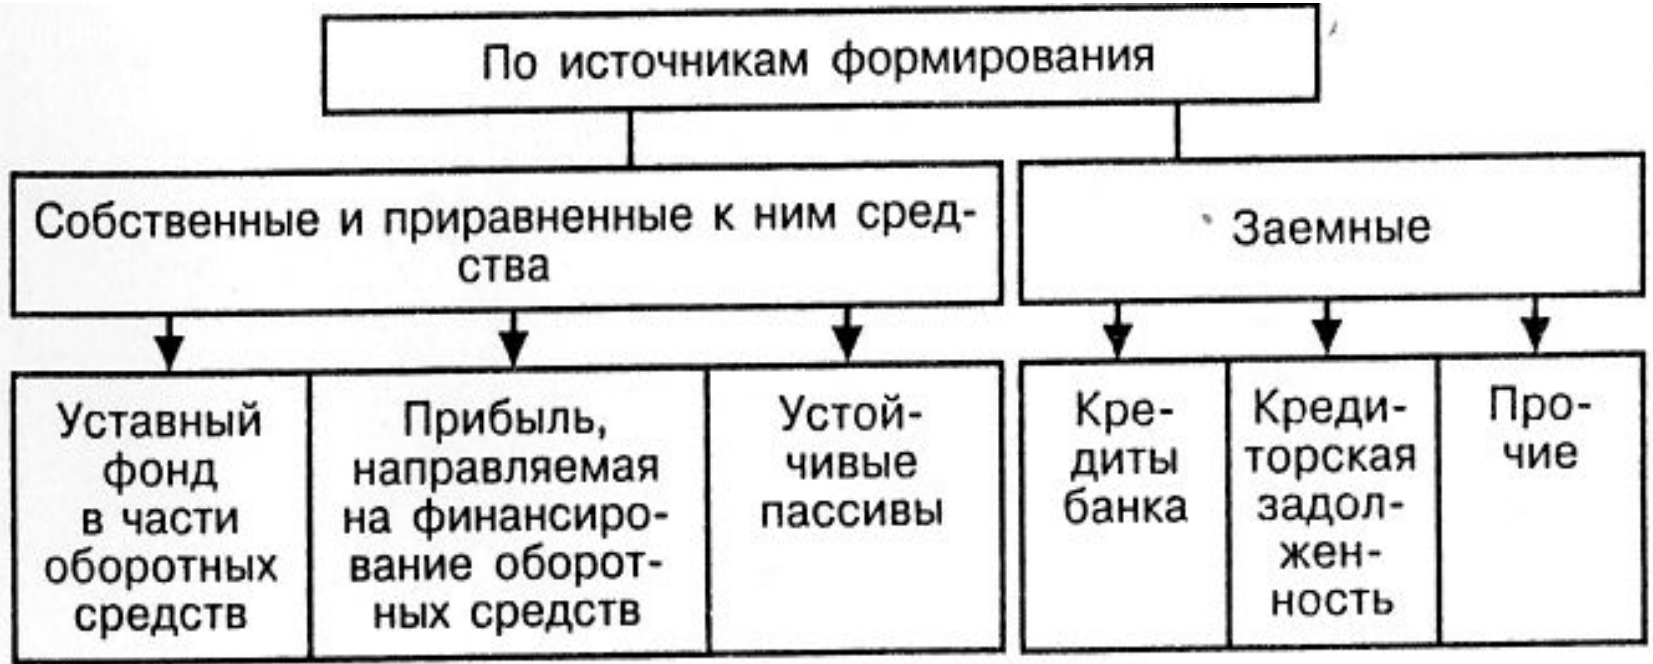 По источникам формирования
Собственные и приравненные к ним сред-
ства
Заемные
Уставный
фонд
в части
оборотных
средств
Прибыль,
направляемая
на финансиро-
вание оборот-
ных средств
Устой-
чивые
пассивы
Кре-
диты
банка
Креди-
торская
задол-
жен-
ность
Про-
чие